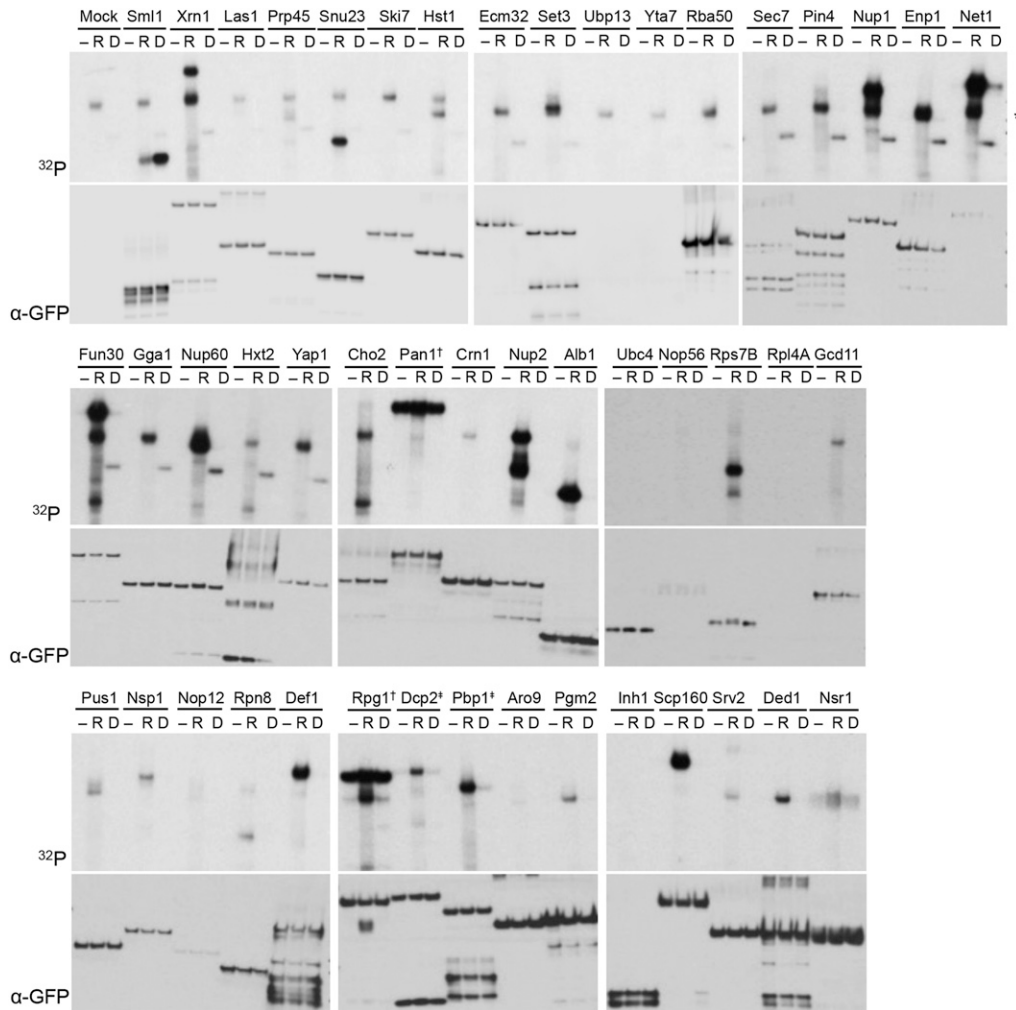 Mock Sml1 Xrn1 Las1 Prp45 Snu23 Ski7 Hst1 Ecm32 Set3 Ubp13 Yta7 Rba50 Sec7 Pin4 Nup1 Enp1 Net1
– R D – R D – R D – R D – R D – R D – R D – R D – R D – R D – R D – R D – R D – R D – R D – R D – R D – R D
32P
α-GFP
Fun30 Gga1 Nup60 Hxt2 Yap1 Cho2 Pan1† Crn1 Nup2 Alb1 Ubc4 Nop56 Rps7B Rpl4A Gcd11
– R D – R D – R D – R D – R D – R D – R D – R D – R D – R D – R D – R D – R D – R D – R D
32P
α-GFP
Pus1 Nsp1 Nop12 Rpn8 Def1 Rpg1† Dcp2‡ Pbp1‡ Aro9 Pgm2 Inh1 Scp160 Srv2 Ded1 Nsr1
– R D – R D – R D – R D – R D – R D – R D – R D – R D – R D – R D – R D – R D – R D – R D
32P
α-GFP